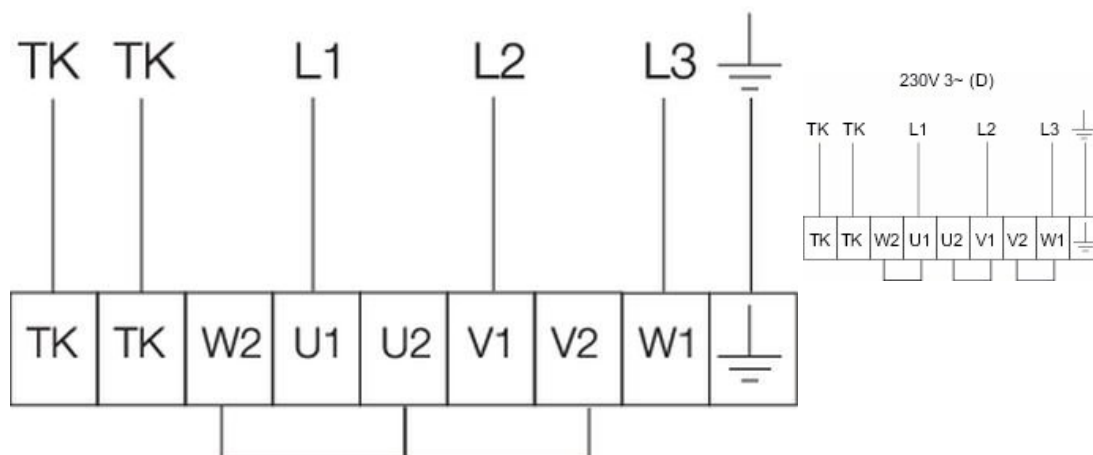 TK TK L1 L2 L3
TK TK W2 U1 U2 V1 V2 W1
230V 3~ (D)
TK TK L1 L2 L3
TK TK W2 U1 U2 V1 V2 W1